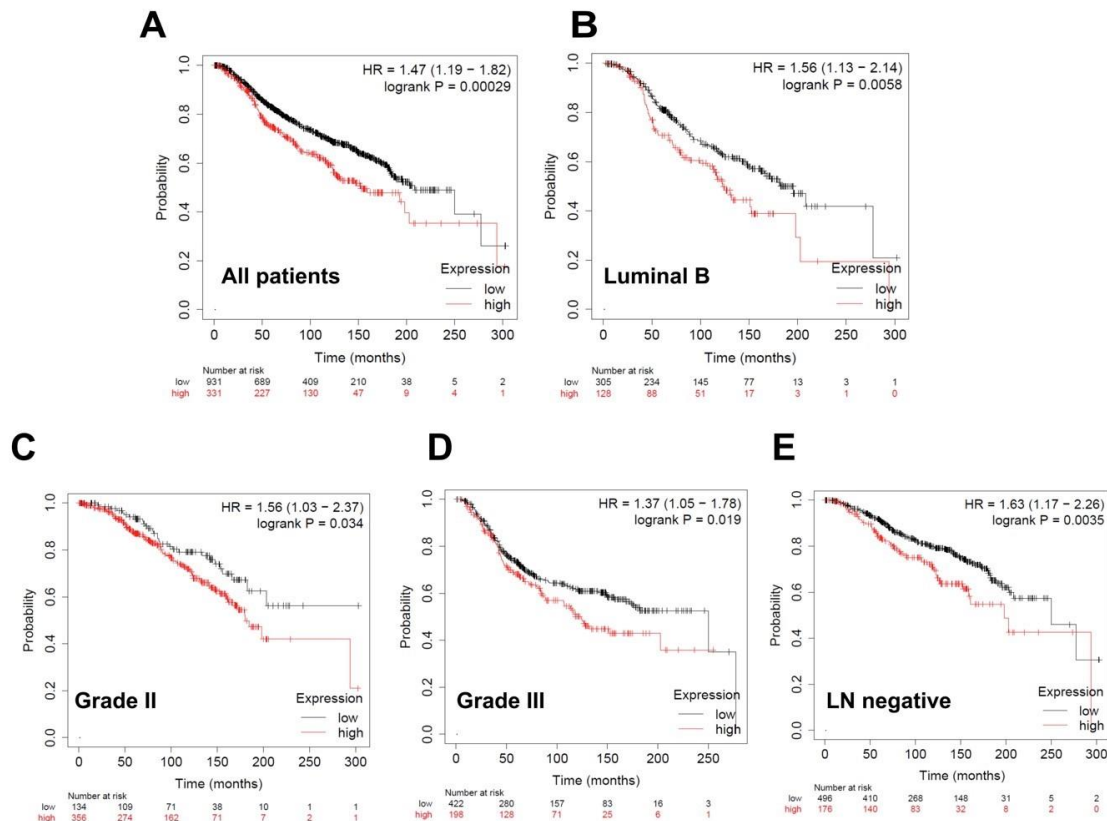 A
HR = 1.47 (1.19 − 1.82)
logrank P = 0.00029
Probability
0.0 0.2 0.4 0.6 0.8 1.0
All patients
Expression
low
high
0 50 100 150 200 250 300
Time (months)
Number at risk
low 931 689 409 210 38 5 2
high 331 227 130 47 9 4 1
B
HR = 1.56 (1.13 − 2.14)
logrank P = 0.0058
Probability
0.0 0.2 0.4 0.6 0.8 1.0
Luminal B
Expression
low
high
0 50 100 150 200 250 300
Time (months)
Number at risk
low 305 234 145 77 13 3 1
high 128 88 51 17 3 1 0
C
HR = 1.56 (1.03 − 2.37)
logrank P = 0.034
Probability
0.0 0.2 0.4 0.6 0.8 1.0
Grade II
Expression
low
high
0 50 100 150 200 250 300
Time (months)
Number at risk
low 134 109 71 38 10 1 1
high 356 274 162 71 7 2 1
D
HR = 1.37 (1.05 − 1.78)
logrank P = 0.019
Probability
0.0 0.2 0.4 0.6 0.8 1.0
Grade III
Expression
low
high
0 50 100 150 200 250
Time (months)
Number at risk
low 422 280 157 83 16 3
high 198 128 71 25 6 1
E
HR = 1.63 (1.17 − 2.26)
logrank P = 0.0035
Probability
0.0 0.2 0.4 0.6 0.8 1.0
LN negative
Expression
low
high
0 50 100 150 200 250 300
Time (months)
Number at risk
low 496 410 268 148 31 5 2
high 176 140 83 32 8 2 0